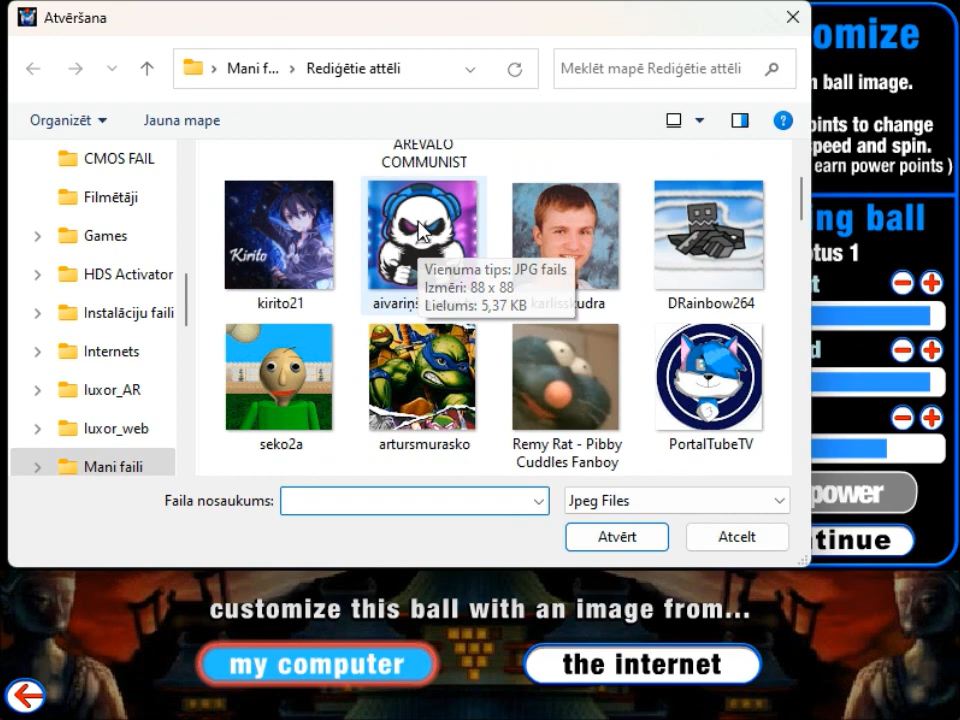 Atvēršana
omize
Mani f... > Rediģētie attēli
Meklēt mapē Rediģētie attēli
n ball image.
Organizēt
Jauna mape
?
oints to change
peed and spin.
earn power points )
CMOS FAIL
Filmētāji
Games
HDS Activator
Instalāciju faili
Internets
luxor_AR
luxor_web
Mani faili
AREVALO
COMMUNIST
Kirito
Vienuma tips: JPG fails
Izmēri: 88 x 88
Lielums: 5,37 KB
kirito21
aivariņš
karlisskudra
DRainbow264
seko2a
artursmurasko
Remy Rat - Pibby
Cuddles Fanboy
PortalTubeTV
ng ball
otus 1
t
d
power
tinue
Faila nosaukums:
Jpeg Files
Atvērt
Atcelt
customize this ball with an image from...
my computer
the internet